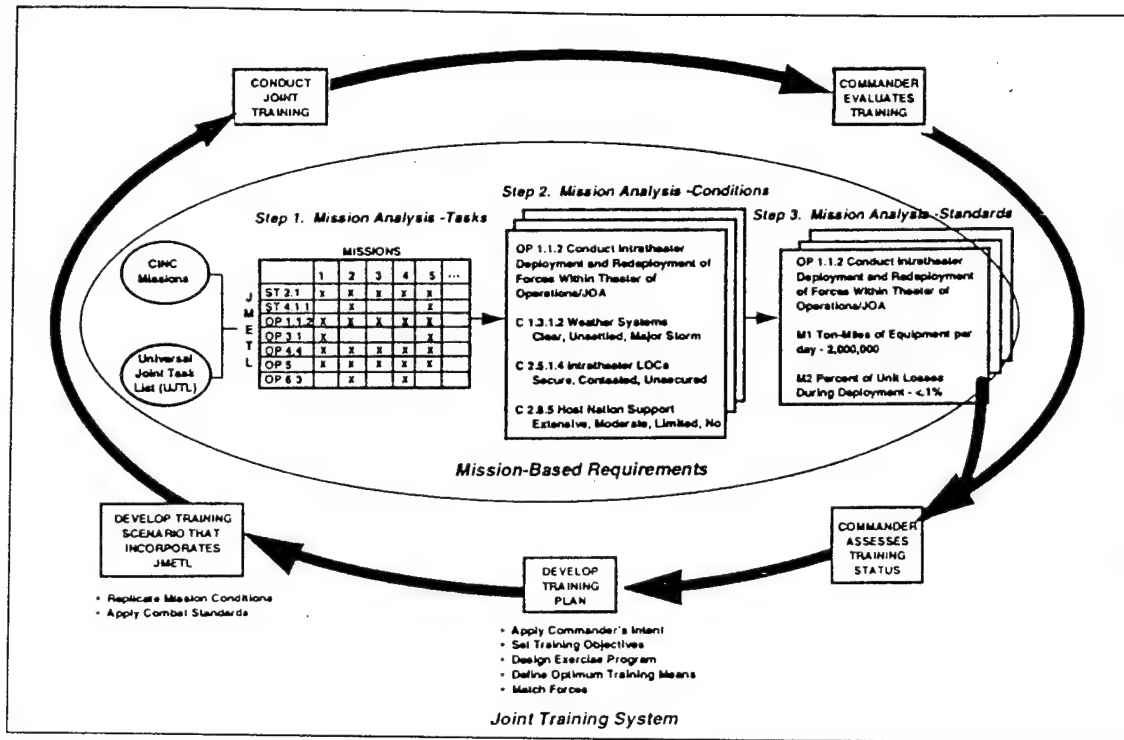 CONDUCT
JOINT
TRAINING
COMMANDER
EVALUATES
TRAINING
Step 1. Mission Analysis -Tasks
Step 2. Mission Analysis -Conditions
Step 3. Mission Analysis -Standards
CINC
Missions
Universal
Joint Task
List (UJTL)
J
M
E
T
L
MISSIONS
1 2 3 4 5 ...
ST 2.1 X X X X X
ST 4.1.1 X X
OP 1.1.2 X X X X X
OP 3.1 X X
OP 4.4 X X X X X
OP 5 X X X X X
OP 6 3 X X
OP 1.1.2 Conduct Intratheater
Deployment and Redeployment of
Forces Within Theater of
Operations/JOA
C 1.3.1.2 Weather Systems
Clear, Unsettled, Major Storm
C 2.5.1.4 Intratheater LOCs
Secure, Contested, Unsecured
C 2.8.5 Host Nation Support
Extensive, Moderate, Limited, No
OP 1.1.2 Conduct Intratheater
Deployment and Redeployment of
Forces Within Theater of
Operations/JOA
M1 Ton-Miles of Equipment per
day - 2,000,000
M2 Percent of Unit Losses
During Deployment - <.1%
Mission-Based Requirements
DEVELOP TRAINING
SCENARIO THAT
INCORPORATES
JMETL
• Replicate Mission Conditions
• Apply Combat Standards
DEVELOP
TRAINING
PLAN
• Apply Commander's Intent
• Set Training Objectives
• Design Exercise Program
• Define Optimum Training Means
• Match Forces
COMMANDER
ASSESSES
TRAINING
STATUS
Joint Training System